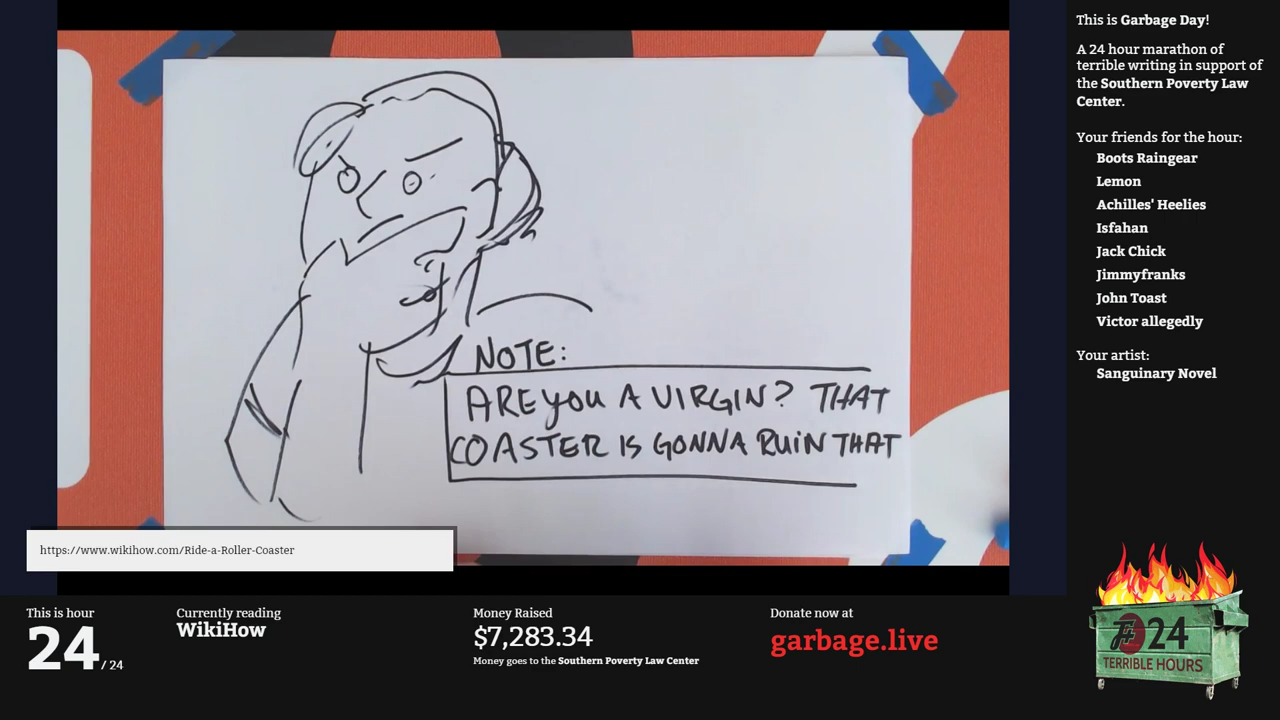 This is Garbage Day!
A 24 hour marathon of
terrible writing in support of
the Southern Poverty Law
Center.
Your friends for the hour:
Boots Raingear
Lemon
Achilles' Heelies
Isfahan
Jack Chick
Jimmyfranks
John Toast
Victor allegedly
Your artist:
Sanguinary Novel
NOTE:
ARE YOU A VIRGIN? THAT
COASTER IS GONNA RUIN THAT
https://www.wikihow.com/Ride-a-Roller-Coaster
This is hour
24 / 24
Currently reading
WikiHow
Money Raised
$7,283.34
Money goes to the Southern Poverty Law Center
Donate now at
garbage.live
24
TERRIBLE HOURS